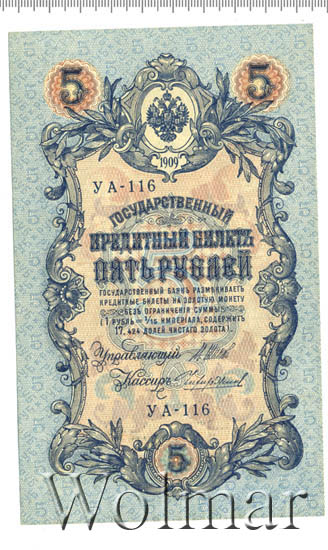 5 5
1909
УА-116
ГОСУДАРСТВЕННЫЙ
КРЕДИТНЫЙ БИЛЕТЪ
ПЯТЬ РУБЛЕЙ
ГОСУДАРСТВЕННЫЙ БАНКЪ РАЗМѢНИВАЕТЪ
КРЕДИТНЫЕ БИЛЕТЫ НА ЗОЛОТУЮ МОНЕТУ
БЕЗЪ ОГРАНИЧЕНІЯ СУММЫ
(1 РУБЛЬ = 1/15 ИМПЕРІАЛА, СОДЕРЖИТЪ
17,424 ДОЛЕЙ ЧИСТАГО ЗОЛОТА).
Управляющій
Кассиръ
УА-116
5
Wolmar